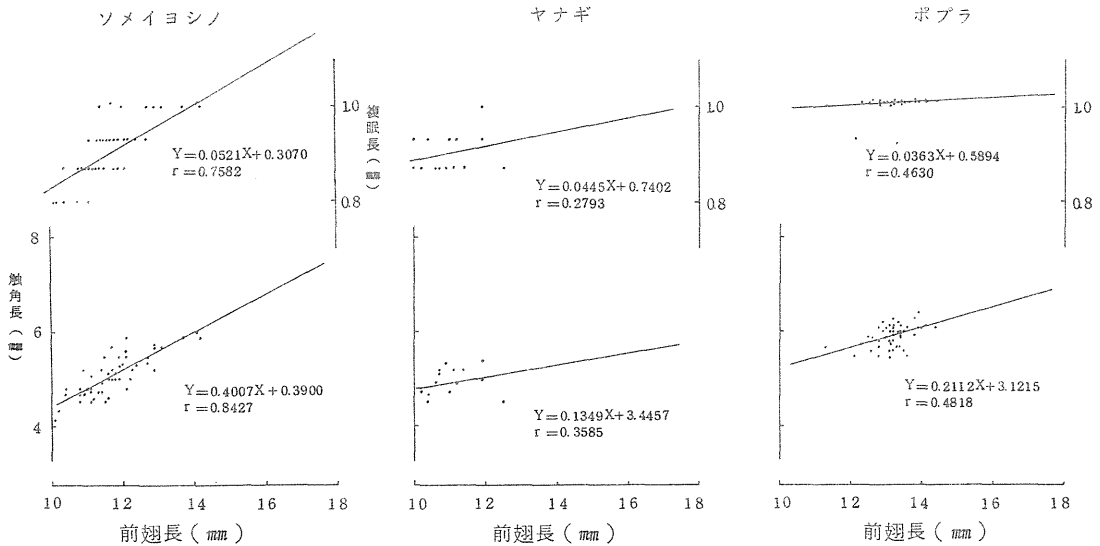 ソメイヨシノ
ヤナギ
ポプラ
1.0
0.8
複眼長（㎜）
1.0
0.8
1.0
0.8
Y=0.0521X+0.3070
r=0.7582
Y=0.0445X+0.7402
r=0.2793
Y=0.0363X+0.5894
r=0.4630
8
6
4
触角長（㎜）
Y=0.4007X+0.3900
r=0.8427
Y=0.1349X+3.4457
r=0.3585
Y=0.2112X+3.1215
r=0.4818
10 12 14 16 18
10 12 14 16 18
10 12 14 16 18
前翅長（㎜）
前翅長（㎜）
前翅長（㎜）